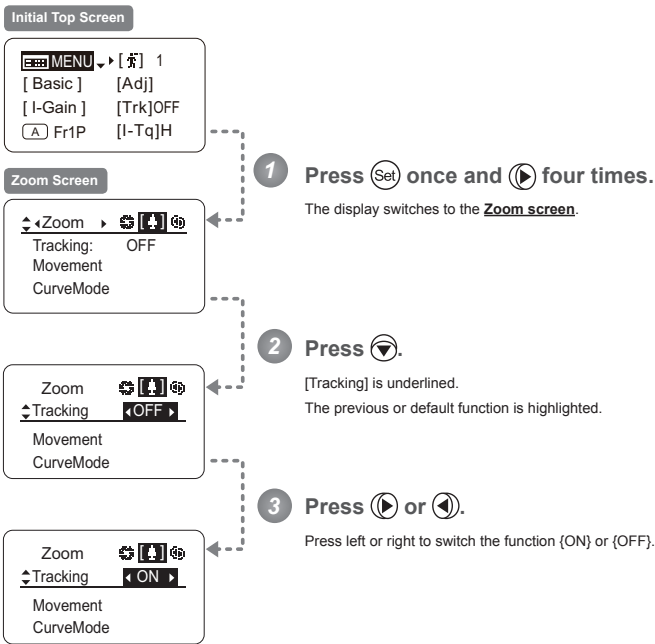 Initial Top Screen
MENU [ ] 1
[ Basic ] [Adj]
[ I-Gain ] [Trk]OFF
A Fr1P [I-Tq]H
1 Press Set once and four times.
The display switches to the Zoom screen.
Zoom Screen
Zoom
Tracking: OFF
Movement
CurveMode
2 Press .
[Tracking] is underlined.
The previous or default function is highlighted.
Zoom
Tracking OFF
Movement
CurveMode
3 Press or .
Press left or right to switch the function {ON} or {OFF}.
Zoom
Tracking ON
Movement
CurveMode